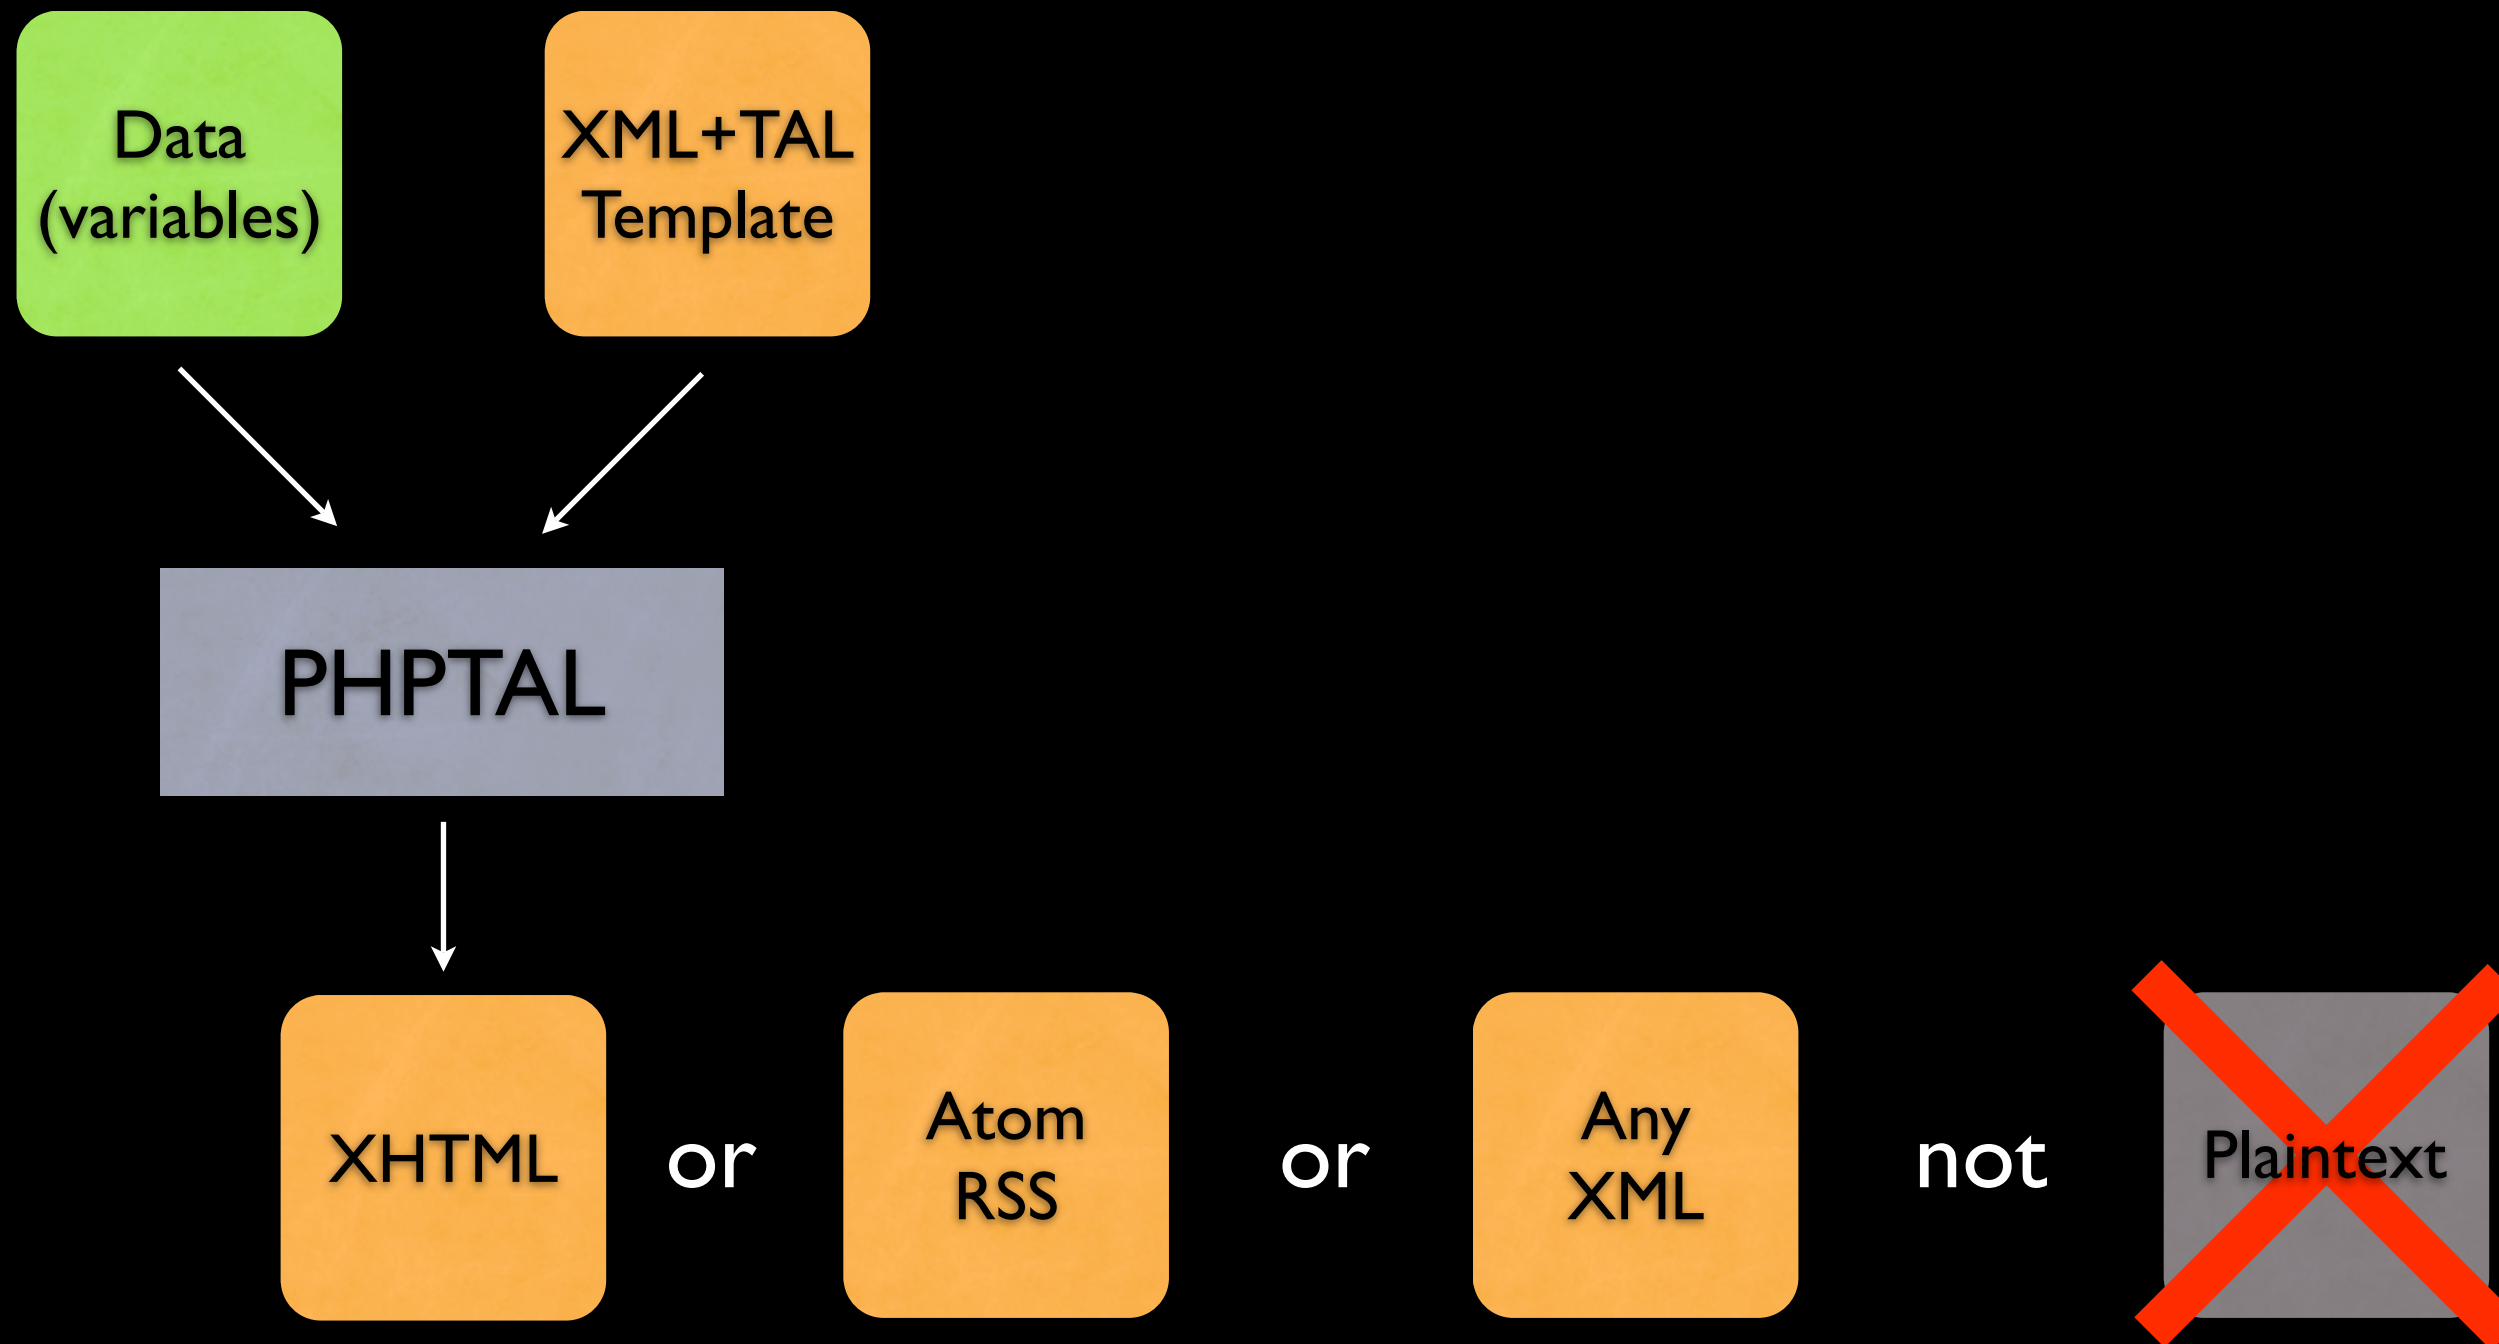 Data
(variables)
XML+TAL
Template
PHPTAL
XHTML
or
Atom
RSS
or
Any
XML
not
Plaintext